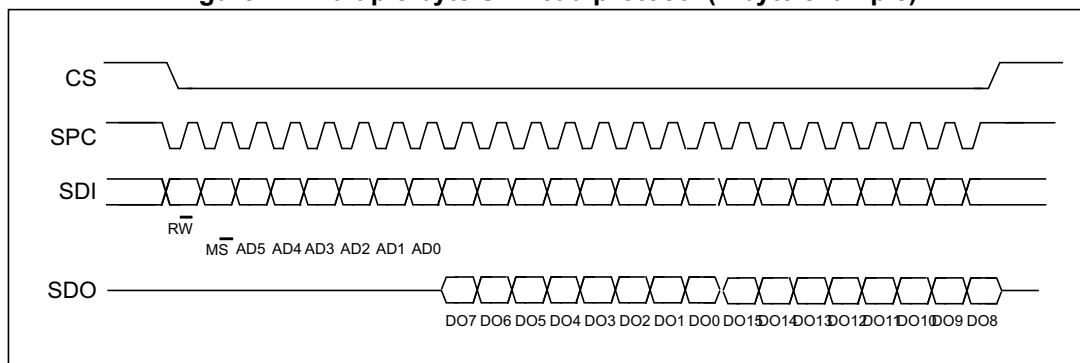 CS
SPC
SDI
RW
MS AD5 AD4 AD3 AD2 AD1 AD0
SDO
DO7 DO6 DO5 DO4 DO3 DO2 DO1 DO0 DO15 DO14 DO13 DO12 DO11 DO10 DO9 DO8